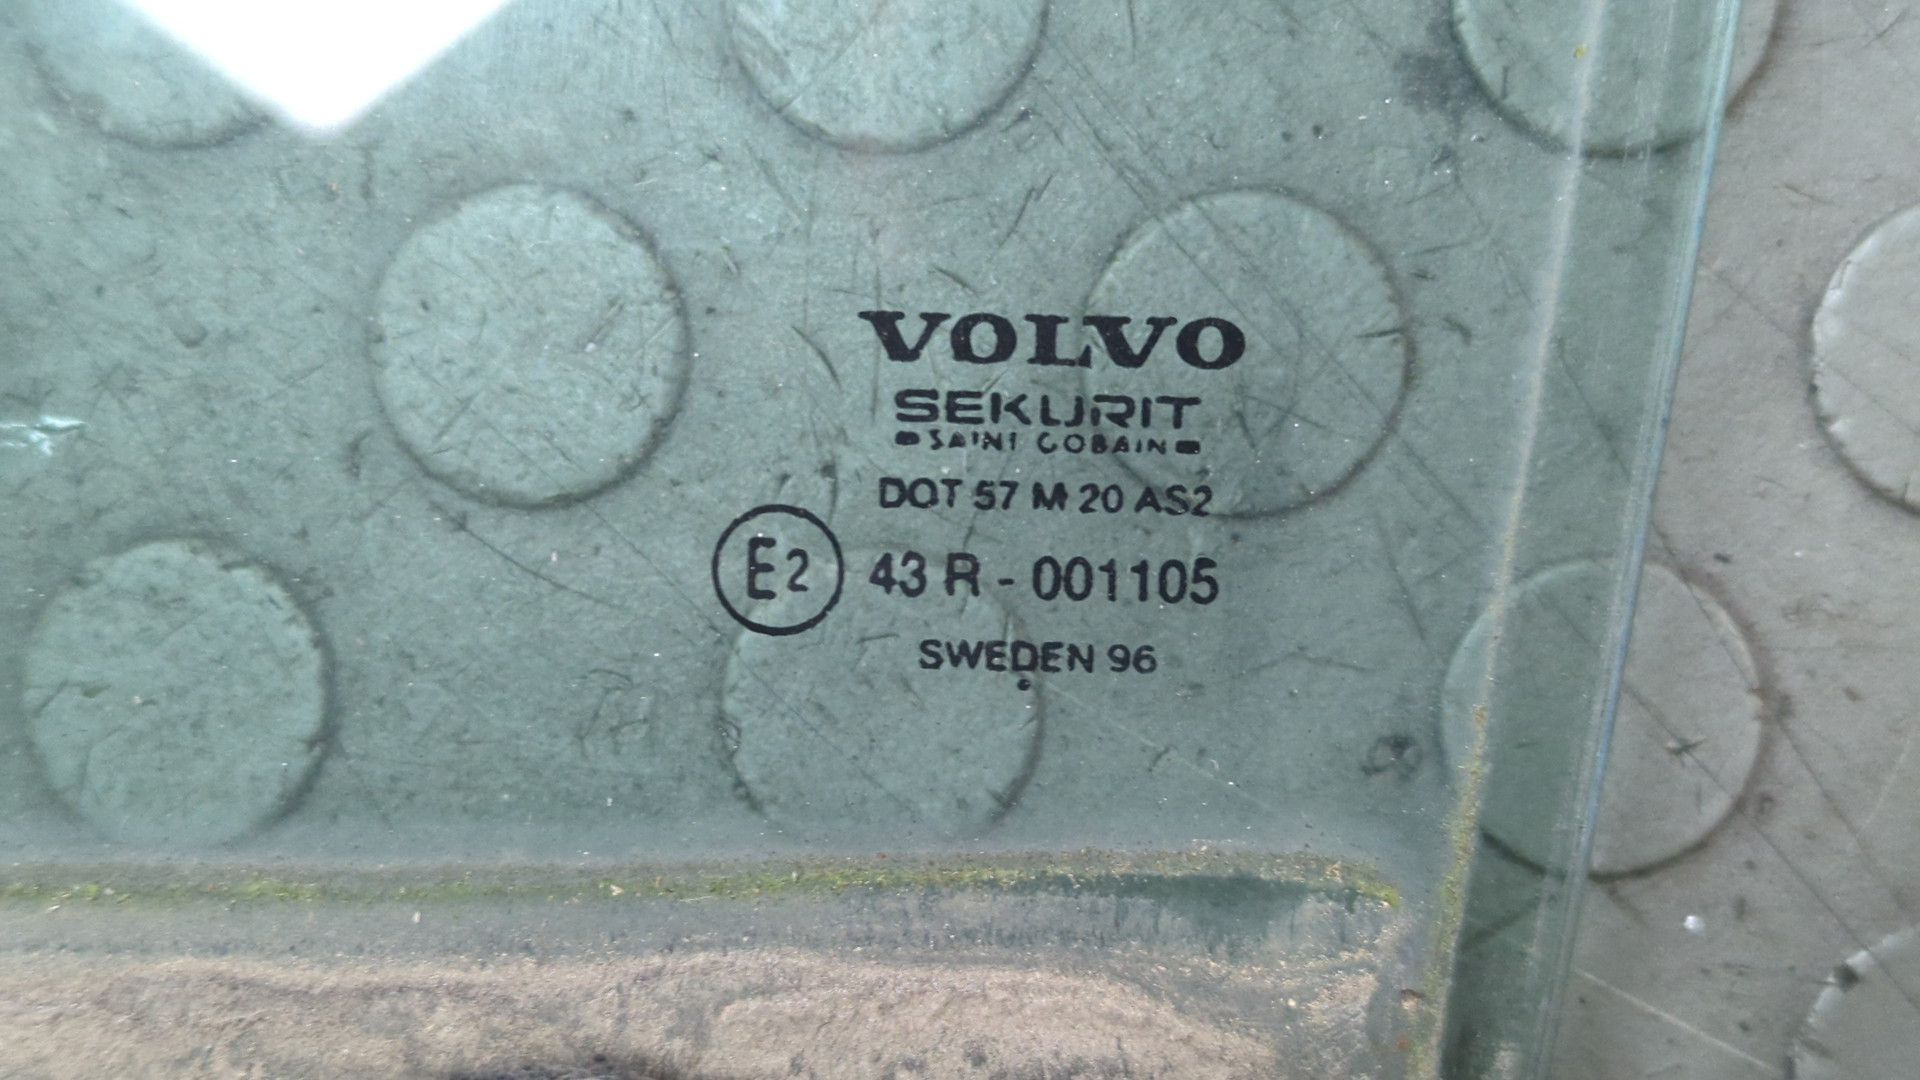 VOLVO
SEKURIT
SAINT GOBAIN
DOT 57 M 20 AS2
E2 43 R - 001105
SWEDEN 96